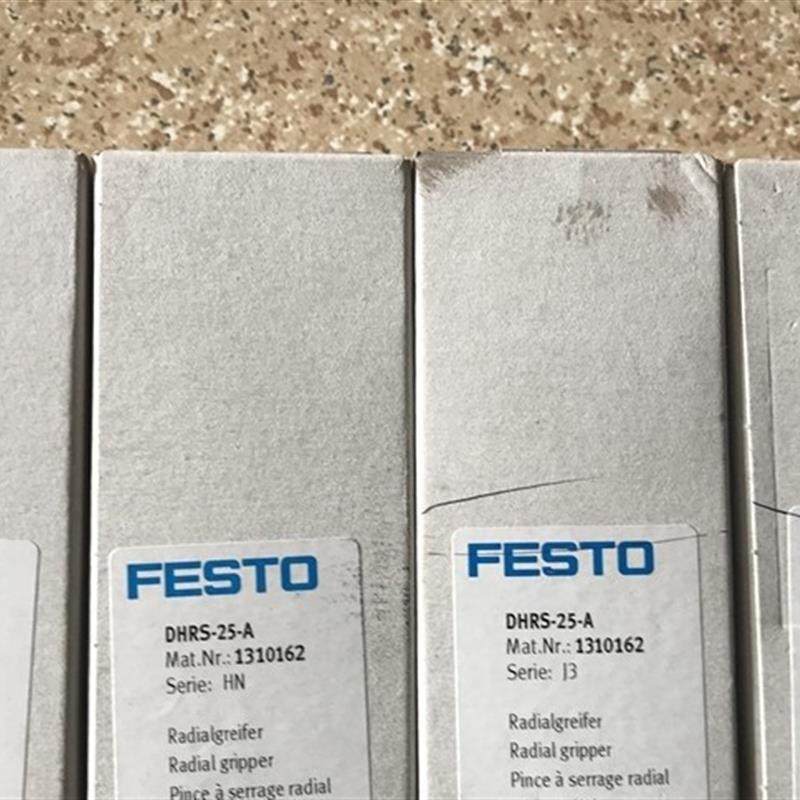 FESTO
DHRS-25-A
Mat.Nr.: 1310162
Serie: HN
Radialgreifer
Radial gripper
Pince à serrage radial
FESTO
DHRS-25-A
Mat.Nr.: 1310162
Serie: J3
Radialgreifer
Radial gripper
Pince à serrage radial